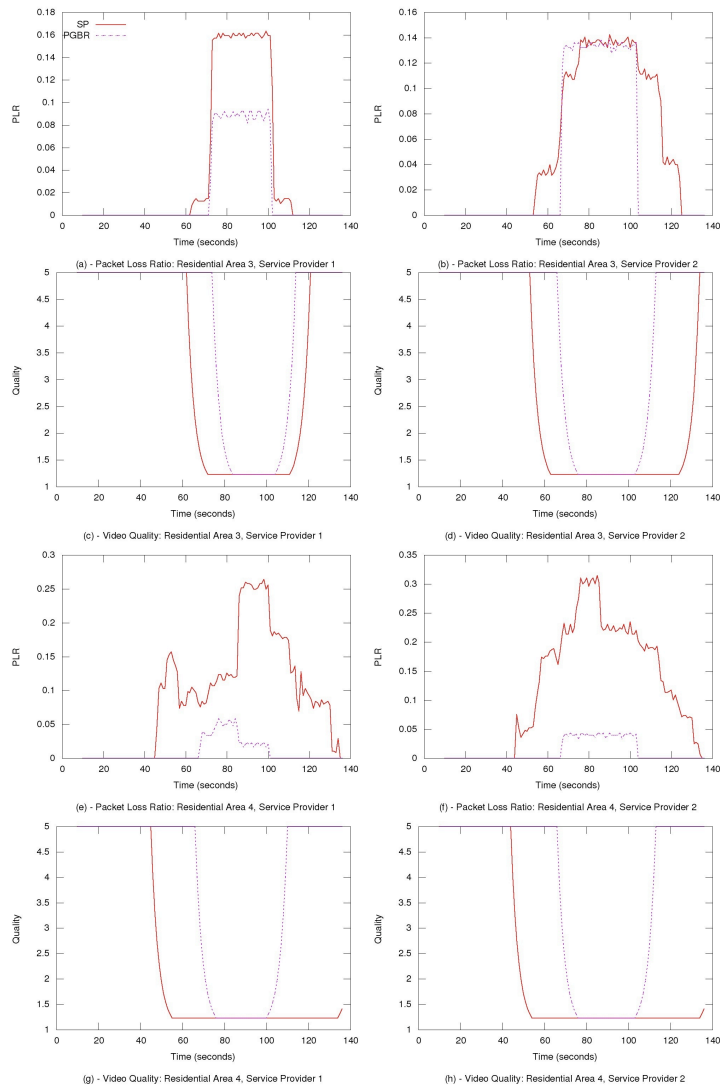 0.18
0.16
0.14
0.12
0.1
0.08
0.06
0.04
0.02
0
PLR
SP
PGBR
0 20 40 60 80 100 120 140
Time (seconds)
(a) - Packet Loss Ratio: Residential Area 3, Service Provider 1
0.18
0.16
0.14
0.12
0.1
0.08
0.06
0.04
0.02
0
PLR
0 20 40 60 80 100 120 140
Time (seconds)
(b) - Packet Loss Ratio: Residential Area 3, Service Provider 2
5
4.5
4
3.5
3
2.5
2
1.5
1
Quality
0 20 40 60 80 100 120 140
Time (seconds)
(c) - Video Quality: Residential Area 3, Service Provider 1
5
4.5
4
3.5
3
2.5
2
1.5
1
Quality
0 20 40 60 80 100 120 140
Time (seconds)
(d) - Video Quality: Residential Area 3, Service Provider 2
0.3
0.25
0.2
0.15
0.1
0.05
0
PLR
0 20 40 60 80 100 120 140
Time (seconds)
(e) - Packet Loss Ratio: Residential Area 4, Service Provider 1
0.35
0.3
0.25
0.2
0.15
0.1
0.05
0
PLR
0 20 40 60 80 100 120 140
Time (seconds)
(f) - Packet Loss Ratio: Residential Area 4, Service Provider 2
5
4.5
4
3.5
3
2.5
2
1.5
1
Quality
0 20 40 60 80 100 120 140
Time (seconds)
(g) - Video Quality: Residential Area 4, Service Provider 1
5
4.5
4
3.5
3
2.5
2
1.5
1
Quality
0 20 40 60 80 100 120 140
Time (seconds)
(h) - Video Quality: Residential Area 4, Service Provider 2